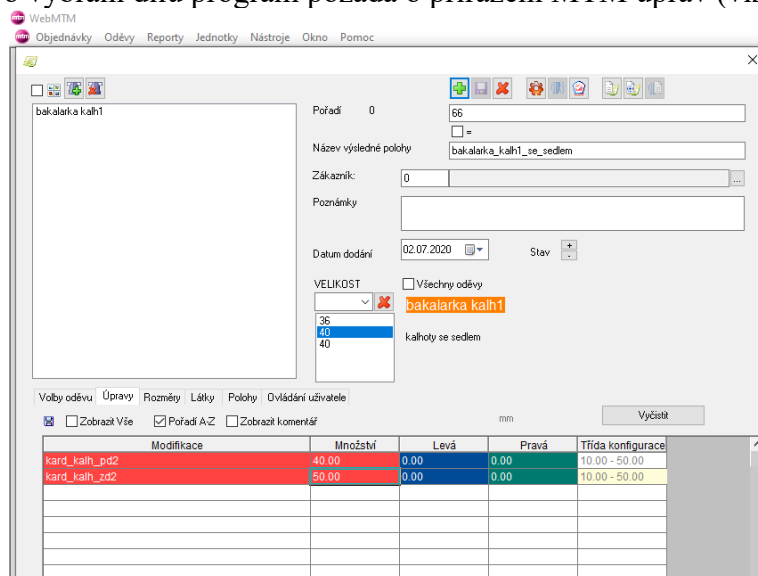 WebMTM
Objednávky Oděvy Reporty Jednotky Nástroje Okno Pomoc
bakalarka kalh1
Pořadí 0 66
=
Název výsledné polohy bakalarka_kalh1_se_sedlem
Zákazník: 0 ...
Poznámky
Datum dodání 02.07.2020 Stav + -
VELIKOST Všechny oděvy
bakalarka kalh1
36
40
40
kalhoty se sedlem
Volby oděvu Úpravy Rozměry Látky Polohy Ovládání uživatele
Zobrazit Vše Pořadí A-Z Zobrazit komentář mm Vyčistit
Modifikace Množství Levá Pravá Třída konfigurace
kard_kalh_pd2 40.00 0.00 0.00 10.00 - 50.00
kard_kalh_zd2 50.00 0.00 0.00 10.00 - 50.00